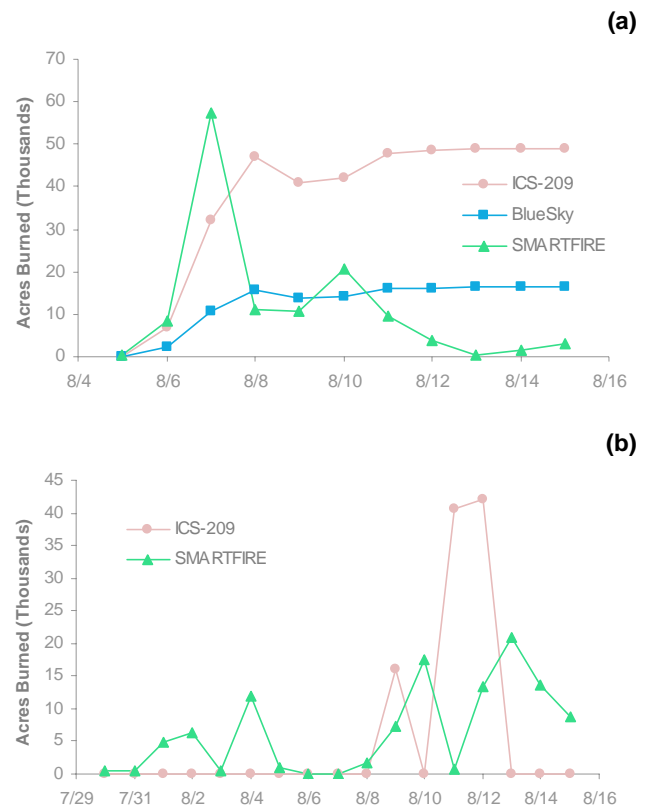 (a)
70
60
50
40
30
20
10
0
Acres Burned (Thousands)
ICS-209
BlueSky
SMARTFIRE
8/4 8/6 8/7 8/8 8/10 8/12 8/14 8/16
(b)
45
40
35
30
25
20
15
10
5
0
Acres Burned (Thousands)
ICS-209
SMARTFIRE
7/29 7/31 8/2 8/4 8/6 8/8 8/10 8/12 8/14 8/16